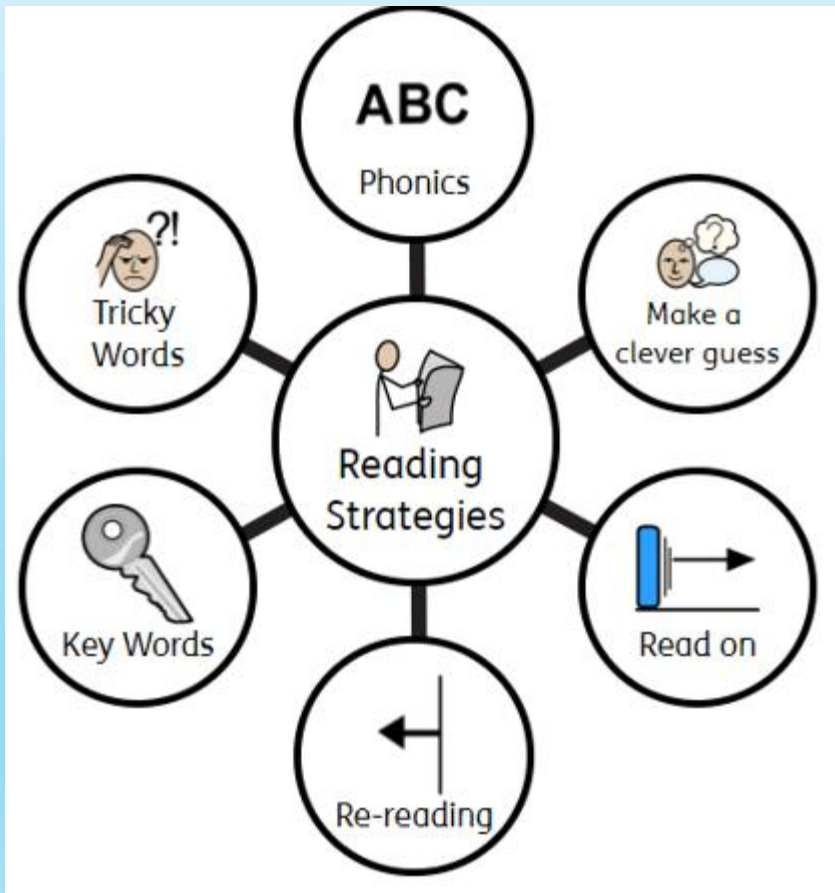 ABC
Phonics
?!
Tricky
Words
?
Make a
clever guess
Reading
Strategies
Key Words
Read on
Re-reading